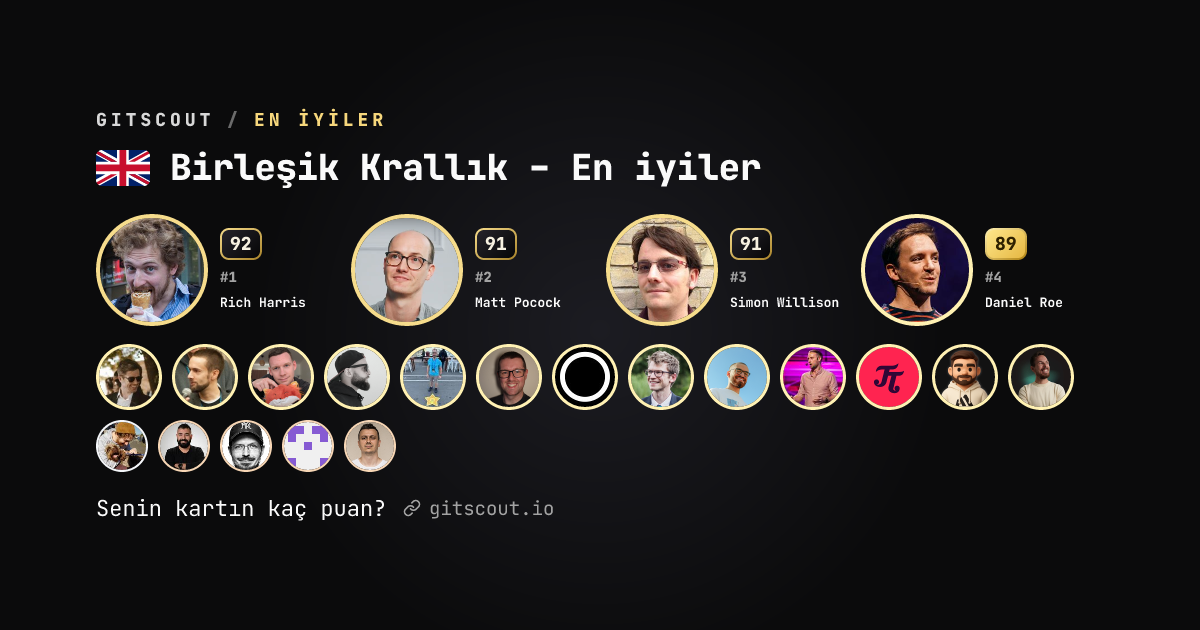 GITSCOUT / EN İYİLER
Birleşik Krallık – En iyiler
92
#1
Rich Harris
91
#2
Matt Pocock
91
#3
Simon Willison
89
#4
Daniel Roe
Senin kartın kaç puan? gitscout.io